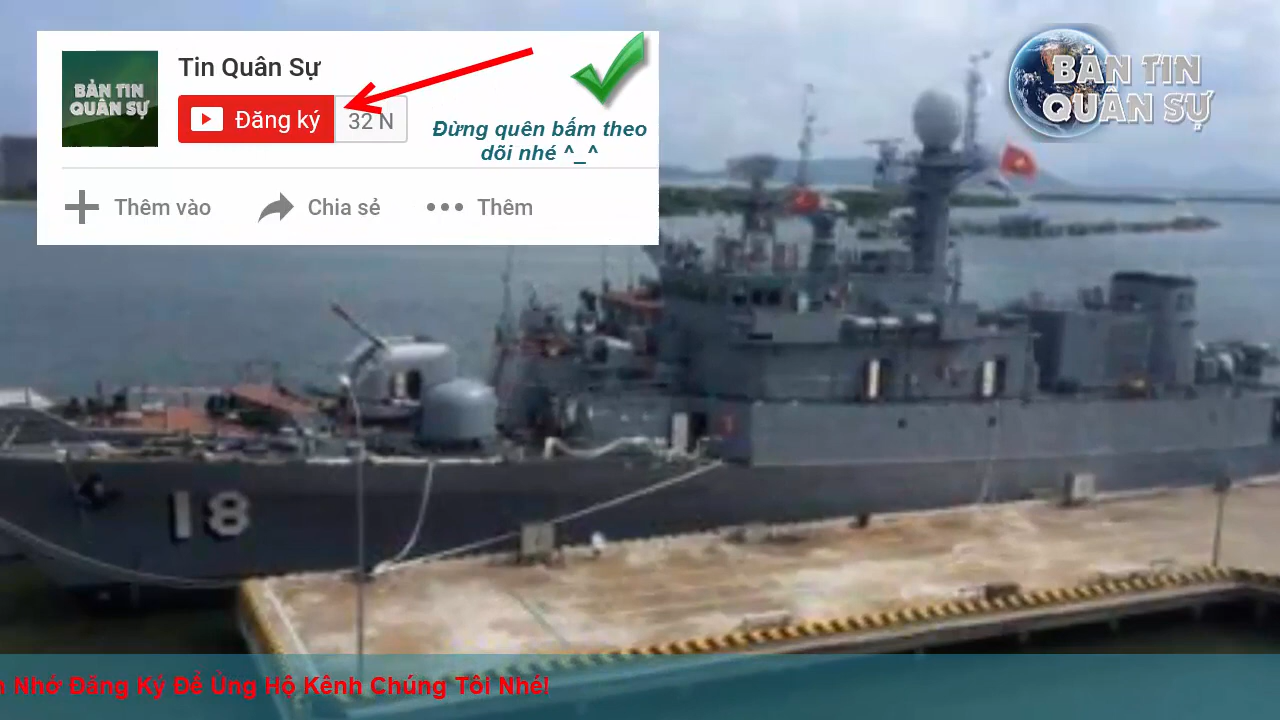 BẢN TIN
QUÂN SỰ
Tin Quân Sự
Đăng ký
32 N
Đừng quên bấm theo
dõi nhé ^_^
Thêm vào
Chia sẻ
Thêm
BẢN TIN
QUÂN SỰ
18
Nhớ Đăng Ký Để Ủng Hộ Kênh Chúng Tôi Nhé!